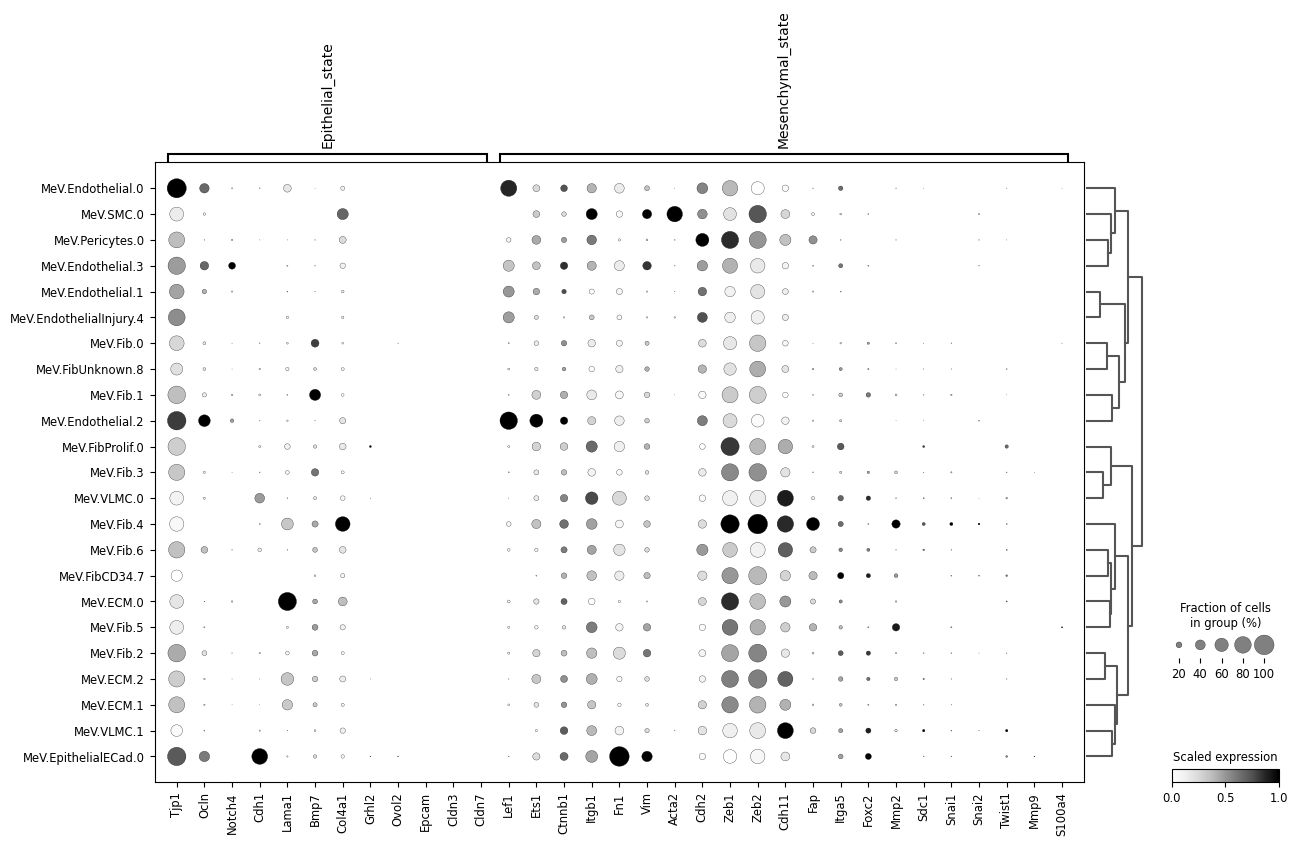 Epithelial_state
Mesenchymal_state
MeV.Endothelial.0
MeV.SMC.0
MeV.Pericytes.0
MeV.Endothelial.3
MeV.Endothelial.1
MeV.EndothelialInjury.4
MeV.Fib.0
MeV.FibUnknown.8
MeV.Fib.1
MeV.Endothelial.2
MeV.FibProlif.0
MeV.Fib.3
MeV.VLMC.0
MeV.Fib.4
MeV.Fib.6
MeV.FibCD34.7
MeV.ECM.0
MeV.Fib.5
MeV.Fib.2
MeV.ECM.2
MeV.ECM.1
MeV.VLMC.1
MeV.EpithelialECad.0
Tjp1
Ocln
Notch4
Cdh1
Lama1
Bmp7
Col4a1
Grhl2
Ovol2
Epcam
Cldn3
Cldn7
Lef1
Ets1
Ctnnb1
Itgb1
Fn1
Vim
Acta2
Cdh2
Zeb1
Zeb2
Cdh11
Fap
Itga5
Foxc2
Mmp2
Sdc1
Snai1
Snai2
Twist1
Mmp9
S100a4
Fraction of cells
in group (%)
20 40 60 80 100
Scaled expression
0.0 0.5 1.0